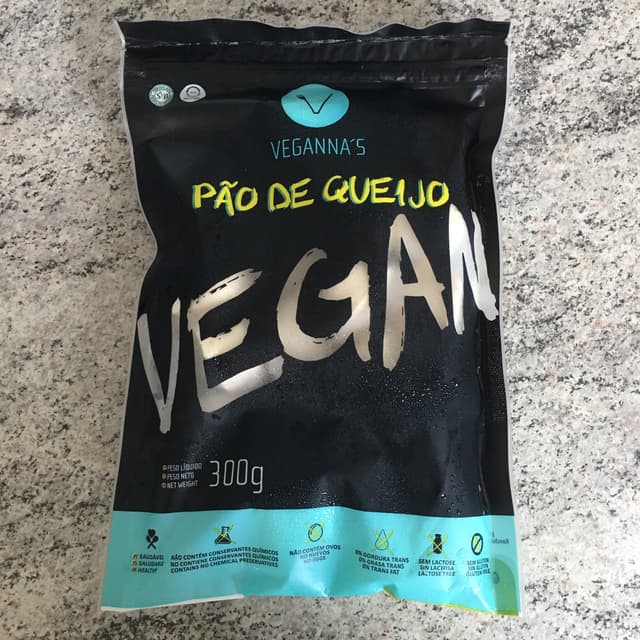 VEGANNA'S
PÃO DE QUEIJO
VEGAN
PESO LÍQUIDO
PESO NETO
NET WEIGHT
300g
SAUDÁVEL
SALUDABLE
HEALTHY
NÃO CONTÉM CONSERVANTES QUÍMICOS
NO CONTIENE CONSERVANTES QUÍMICOS
CONTAINS NO CHEMICAL PRESERVATIVES
NÃO CONTÉM OVOS
NO HUEVOS
NO EGGS
0% GORDURA TRANS
0% GRASA TRANS
0% TRANS FAT
SEM LACTOSE
SIN LACTOSA
LACTOSE FREE
SEM GLÚTEN
SIN GLUTEN
GLUTEN FREE